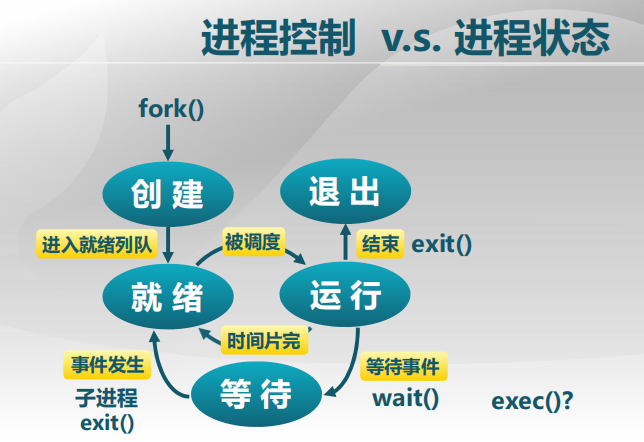 进程控制 v.s. 进程状态
fork()
创建
退出
进入就绪列队
被调度
结束 exit()
就绪
运行
时间片完
事件发生
等待事件
子进程
exit()
等待
wait()
exec()?